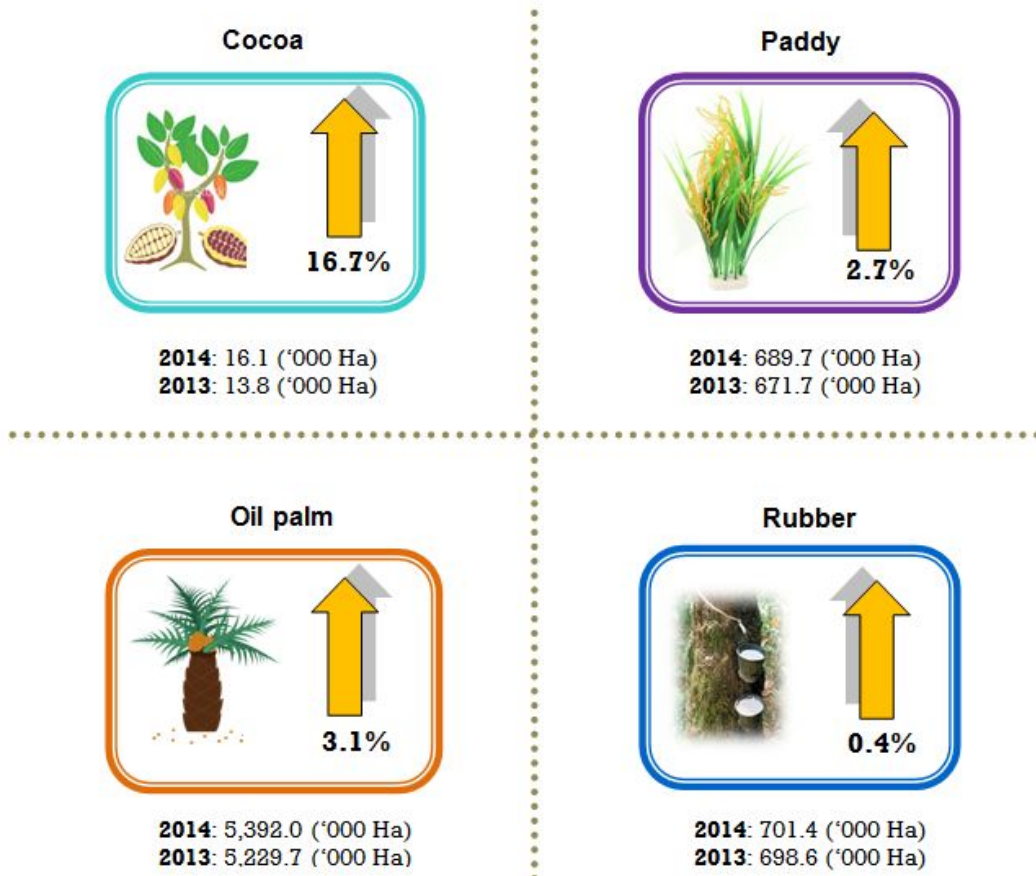 Cocoa
16.7%
2014: 16.1 (‘000 Ha)
2013: 13.8 (‘000 Ha)
Paddy
2.7%
2014: 689.7 (‘000 Ha)
2013: 671.7 (‘000 Ha)
Oil palm
3.1%
2014: 5,392.0 (‘000 Ha)
2013: 5,229.7 (‘000 Ha)
Rubber
0.4%
2014: 701.4 (‘000 Ha)
2013: 698.6 (‘000 Ha)